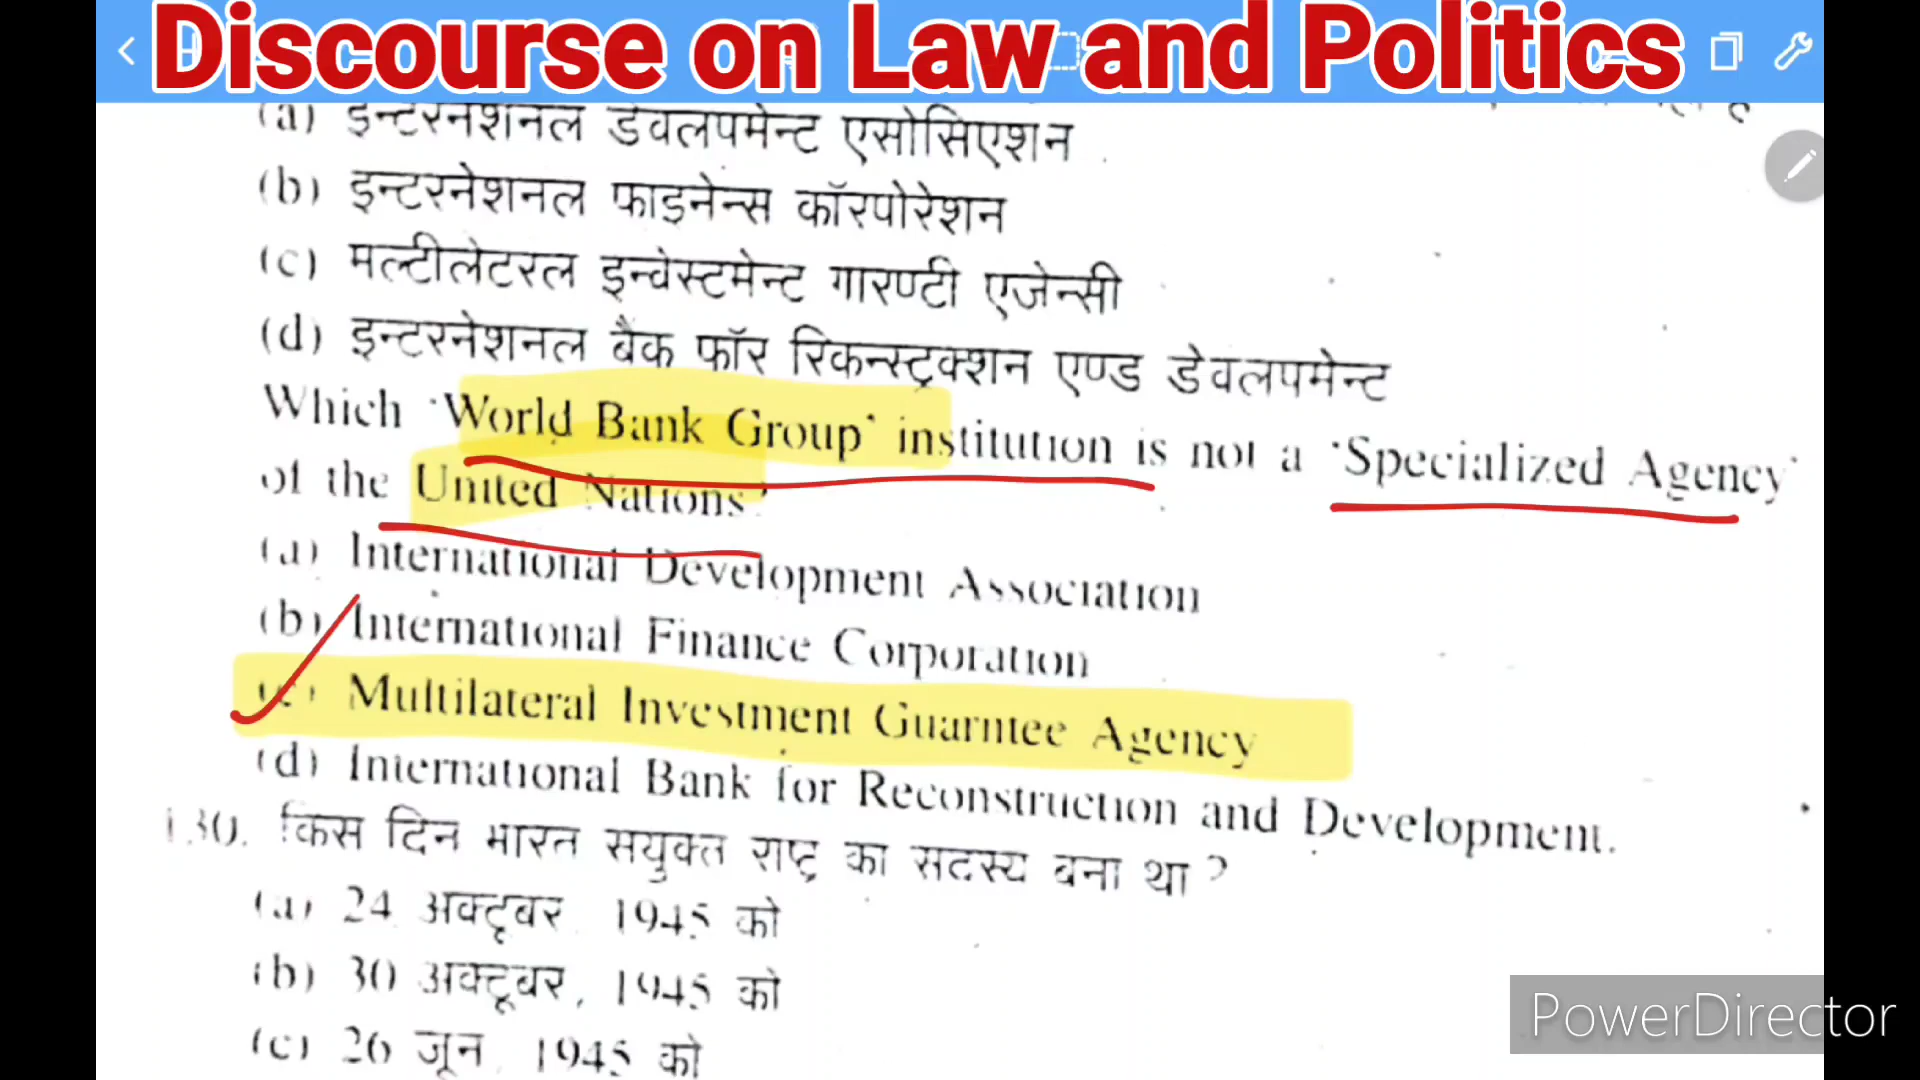 Discourse on Law and Politics
(a) इन्टरनेशनल डेवलपमेन्ट एसोसिएशन
(b) इन्टरनेशनल फाइनेन्स कॉरपोरेशन
(c) मल्टीलेटरल इन्वेस्टमेन्ट गारण्टी एजेन्सी
(d) इन्टरनेशनल बैंक फॉर रिकन्स्ट्रक्शन एण्ड डेवलपमेन्ट
Which 'World Bank Group' institution is not a 'Specialized Agency'
of the United Nations?
(a) International Development Association
(b) International Finance Corporation
(c) Multilateral Investment Guarntee Agency
(d) International Bank for Reconstruction and Development.
130. किस दिन भारत सयुक्त राष्ट्र का सदस्य बना था ?
(a) 24 अक्टूबर, 1945 को
(b) 30 अक्टूबर, 1945 को
(c) 26 जून, 1945 को
PowerDirector